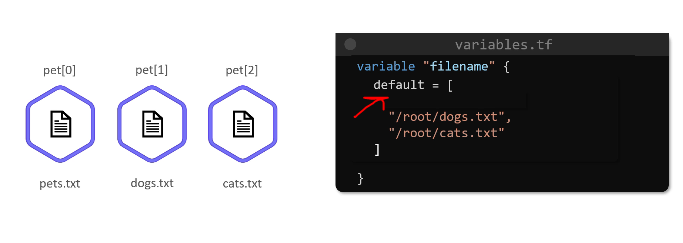 pet[0] pet[1] pet[2]
pets.txt dogs.txt cats.txt
variables.tf
variable "filename" {
default = [
"/root/dogs.txt",
"/root/cats.txt"
]
}